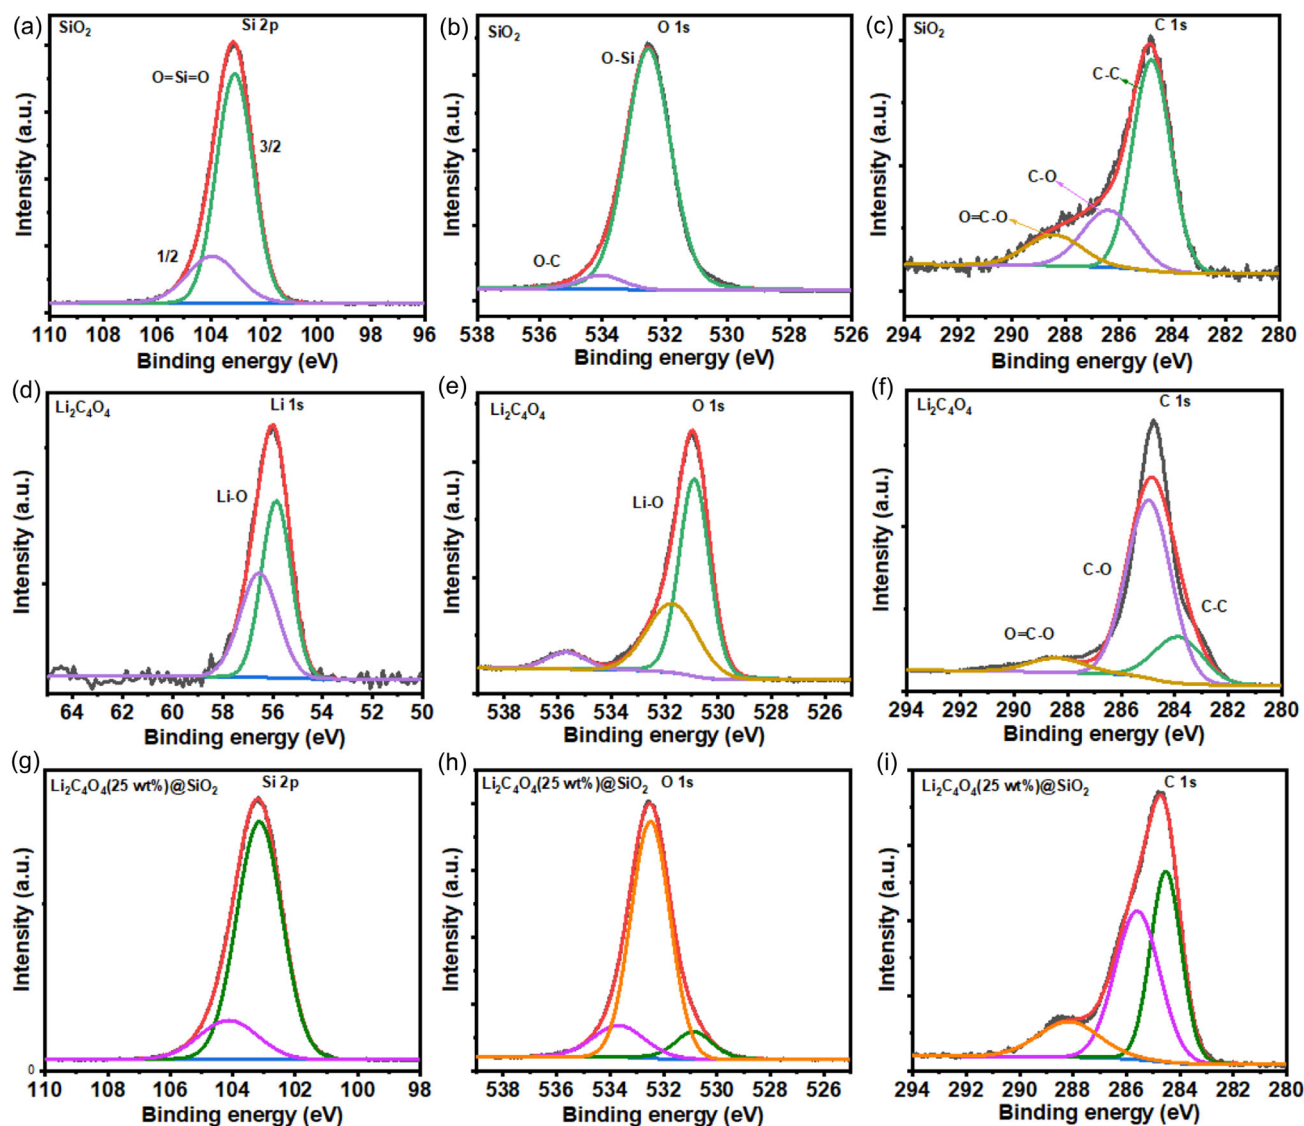 (a)
SiO₂
Si 2p
O=Si=O
3/2
1/2
Intensity (a.u.)
110 108 106 104 102 100 98 96
Binding energy (eV)
(b)
SiO₂
O 1s
O-Si
O-C
Intensity (a.u.)
538 536 534 532 530 528 526
Binding energy (eV)
(c)
SiO₂
C 1s
C-C
C-O
O=C-O
Intensity (a.u.)
294 292 290 288 286 284 282 280
Binding energy (eV)
(d)
Li₂C₄O₄
Li 1s
Li-O
Intensity (a.u.)
64 62 60 58 56 54 52 50
Binding energy (eV)
(e)
Li₂C₄O₄
O 1s
Li-O
Intensity (a.u.)
538 536 534 532 530 528 526
Binding energy (eV)
(f)
Li₂C₄O₄
C 1s
C-O
C-C
O=C-O
Intensity (a.u.)
294 292 290 288 286 284 282 280
Binding energy (eV)
(g)
Li₂C₄O₄(25 wt%)@SiO₂
Si 2p
Intensity (a.u.)
0
110 108 106 104 102 100 98
Binding energy (eV)
(h)
Li₂C₄O₄(25 wt%)@SiO₂ O 1s
Intensity (a.u.)
538 536 534 532 530 528 526
Binding energy (eV)
(i)
Li₂C₄O₄(25 wt%)@SiO₂
C 1s
Intensity (a.u.)
294 292 290 288 286 284 282 280
Binding energy (eV)